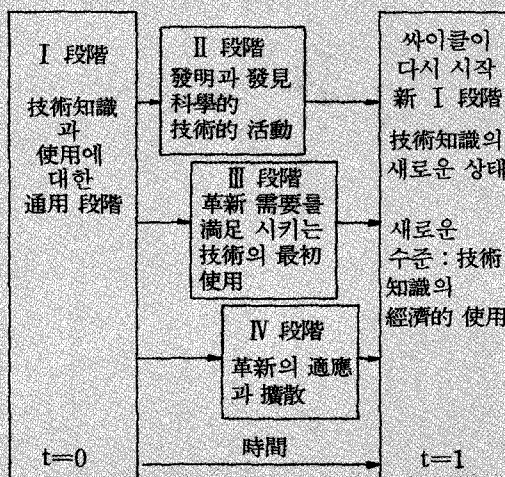 I 段階
技術知識
과
使用에
대한
通用 段階
t=0
II 段階
發明과 發見
科學的
技術的 活動
III 段階
革新 需要를
滿足 시키는
技術의 最初
使用
IV 段階
革新의 適應
과 擴散
時間
싸이클이
다시 시작
新 I 段階
技術知識의
새로운 상태
새로운
수준 : 技術
知識의
經濟的 使用
t=1